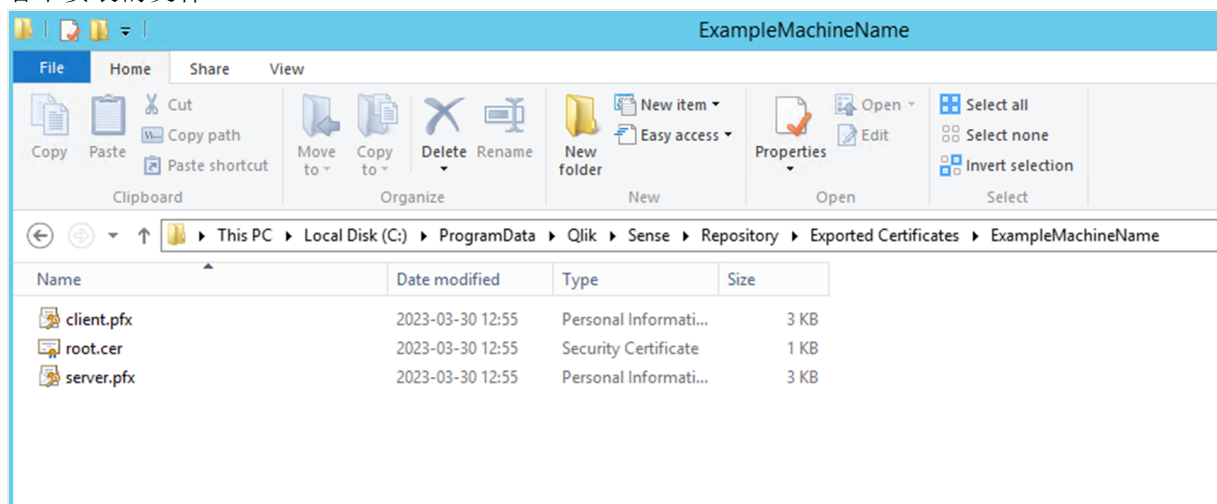 ExampleMachineName
File Home Share View
Copy
Paste
Cut
Copy path
Paste shortcut
Clipboard
Move to
Copy to
Delete
Rename
Organize
New folder
New item
Easy access
New
Properties
Open
Edit
Open
Select all
Select none
Invert selection
Select
This PC Local Disk (C:) ProgramData Qlik Sense Repository Exported Certificates ExampleMachineName
Name Date modified Type Size
client.pfx 2023-03-30 12:55 Personal Informati... 3 KB
root.cer 2023-03-30 12:55 Security Certificate 1 KB
server.pfx 2023-03-30 12:55 Personal Informati... 3 KB